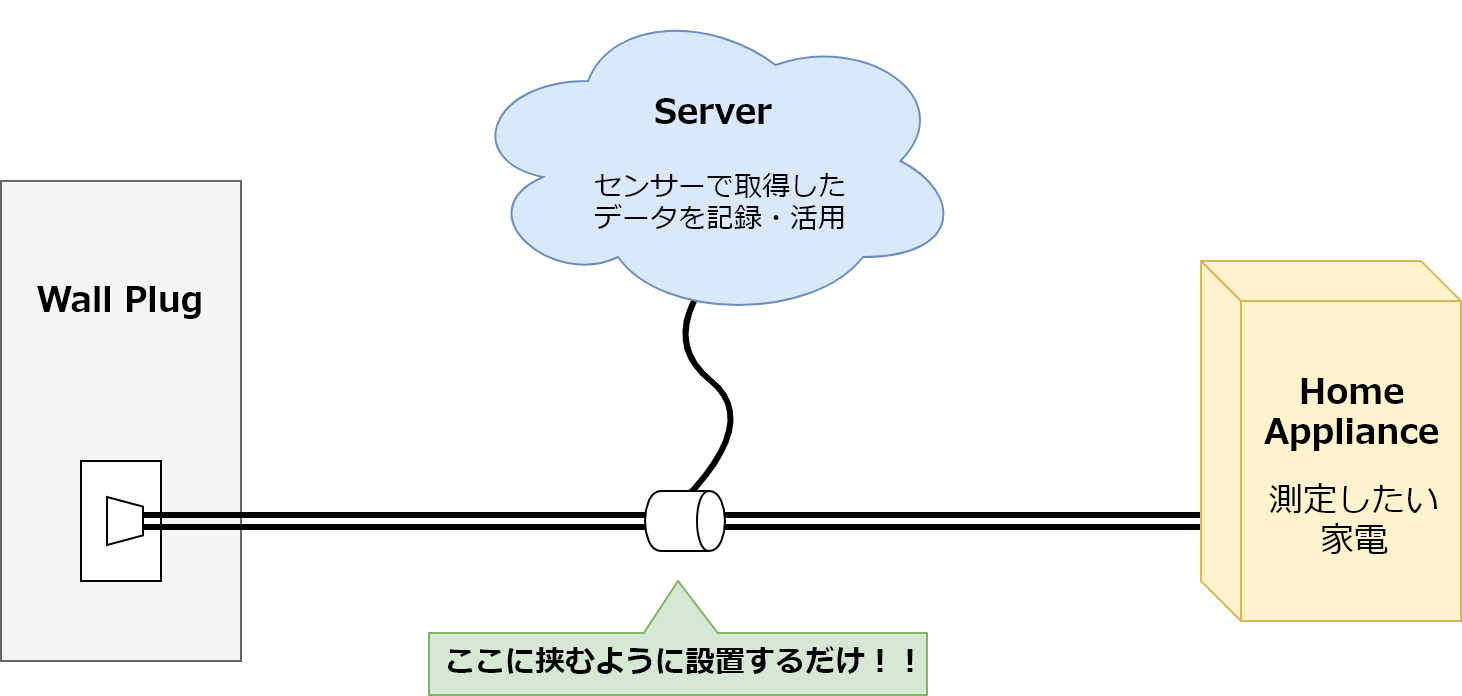 Server
センサーで取得した
データを記録・活用
Wall Plug
Home
Appliance
測定したい
家電
ここに挟むように設置するだけ！！